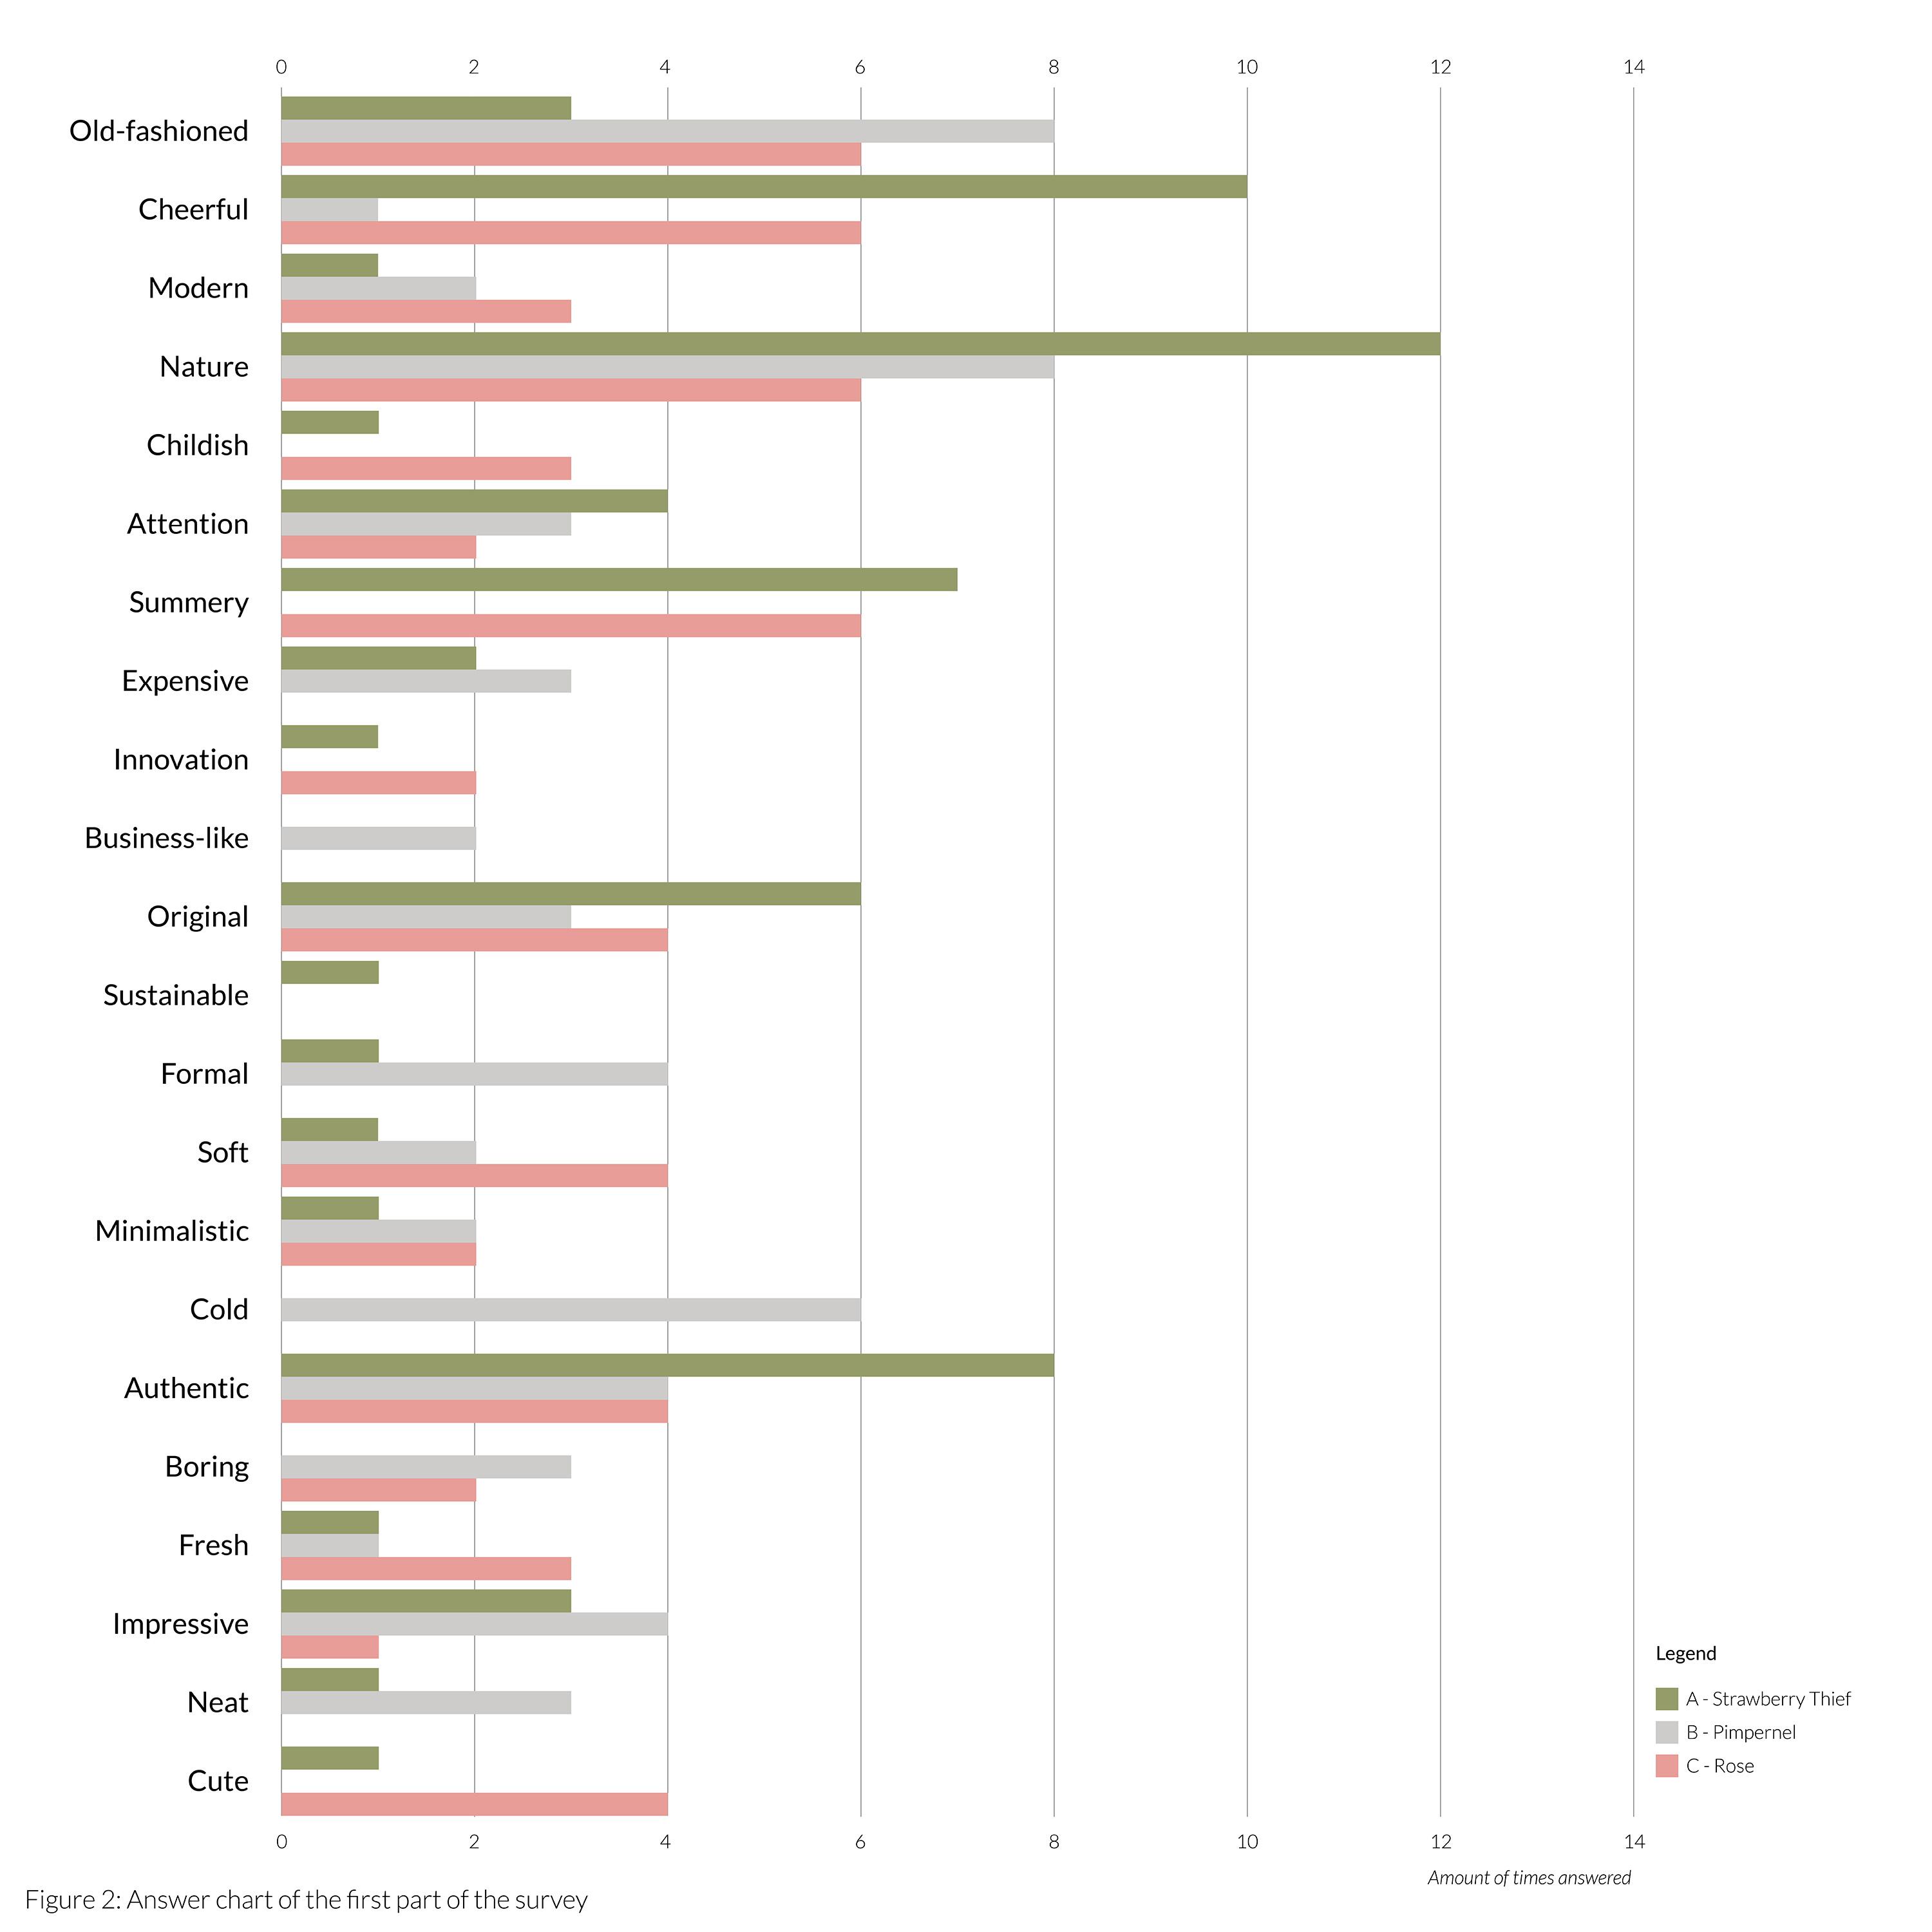 0 2 4 6 8 10 12 14
Old-fashioned
Cheerful
Modern
Nature
Childish
Attention
Summery
Expensive
Innovation
Business-like
Original
Sustainable
Formal
Soft
Minimalistic
Cold
Authentic
Boring
Fresh
Impressive
Neat
Cute
Legend
A - Strawberry Thief
B - Pimpernel
C - Rose
0 2 4 6 8 10 12 14
Amount of times answered
Figure 2: Answer chart of the first part of the survey